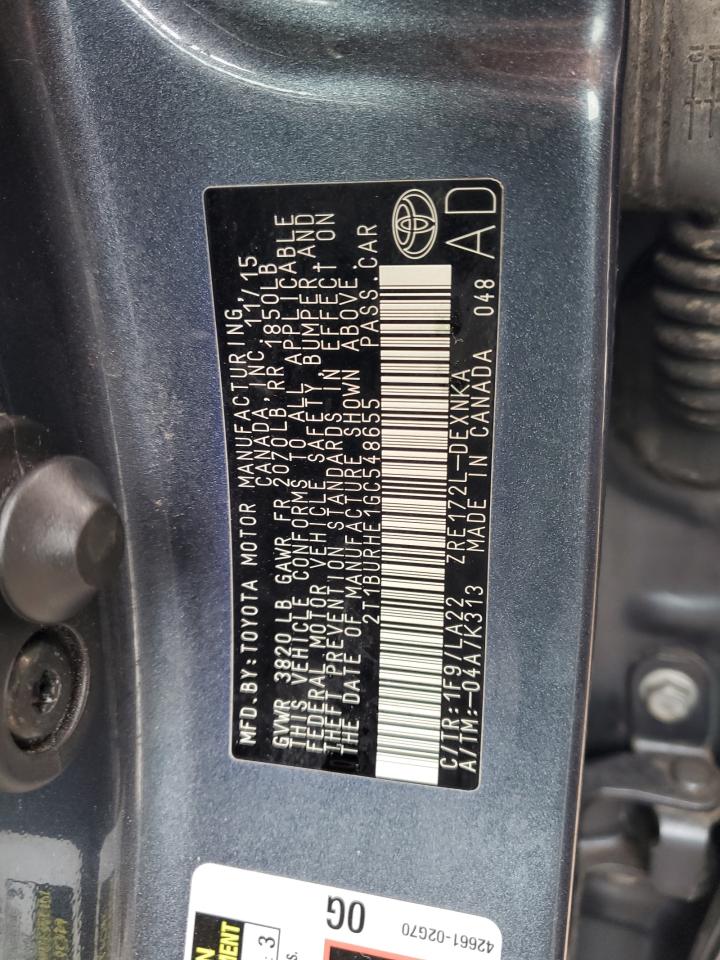 MFD.BY:TOYOTA MOTOR MANUFACTURING,
CANADA, INC. 11/15
GVWR 3820 LB GAWR FR 2070LB,RR 1850LB
THIS VEHICLE CONFORMS TO ALL APPLICABLE
FEDERAL MOTOR VEHICLE SAFETY, BUMPER, AND
THEFT PREVENTION STANDARDS IN EFFECT ON
THE DATE OF MANUFACTURE SHOWN ABOVE.
2T1BURHE1GC548655 PASS.CAR
C/TR:1F9/LA22 ZRE172L-DEXNKA
A/TM:-04A/K313 MADE IN CANADA 048
AD
0G
42661-02G70